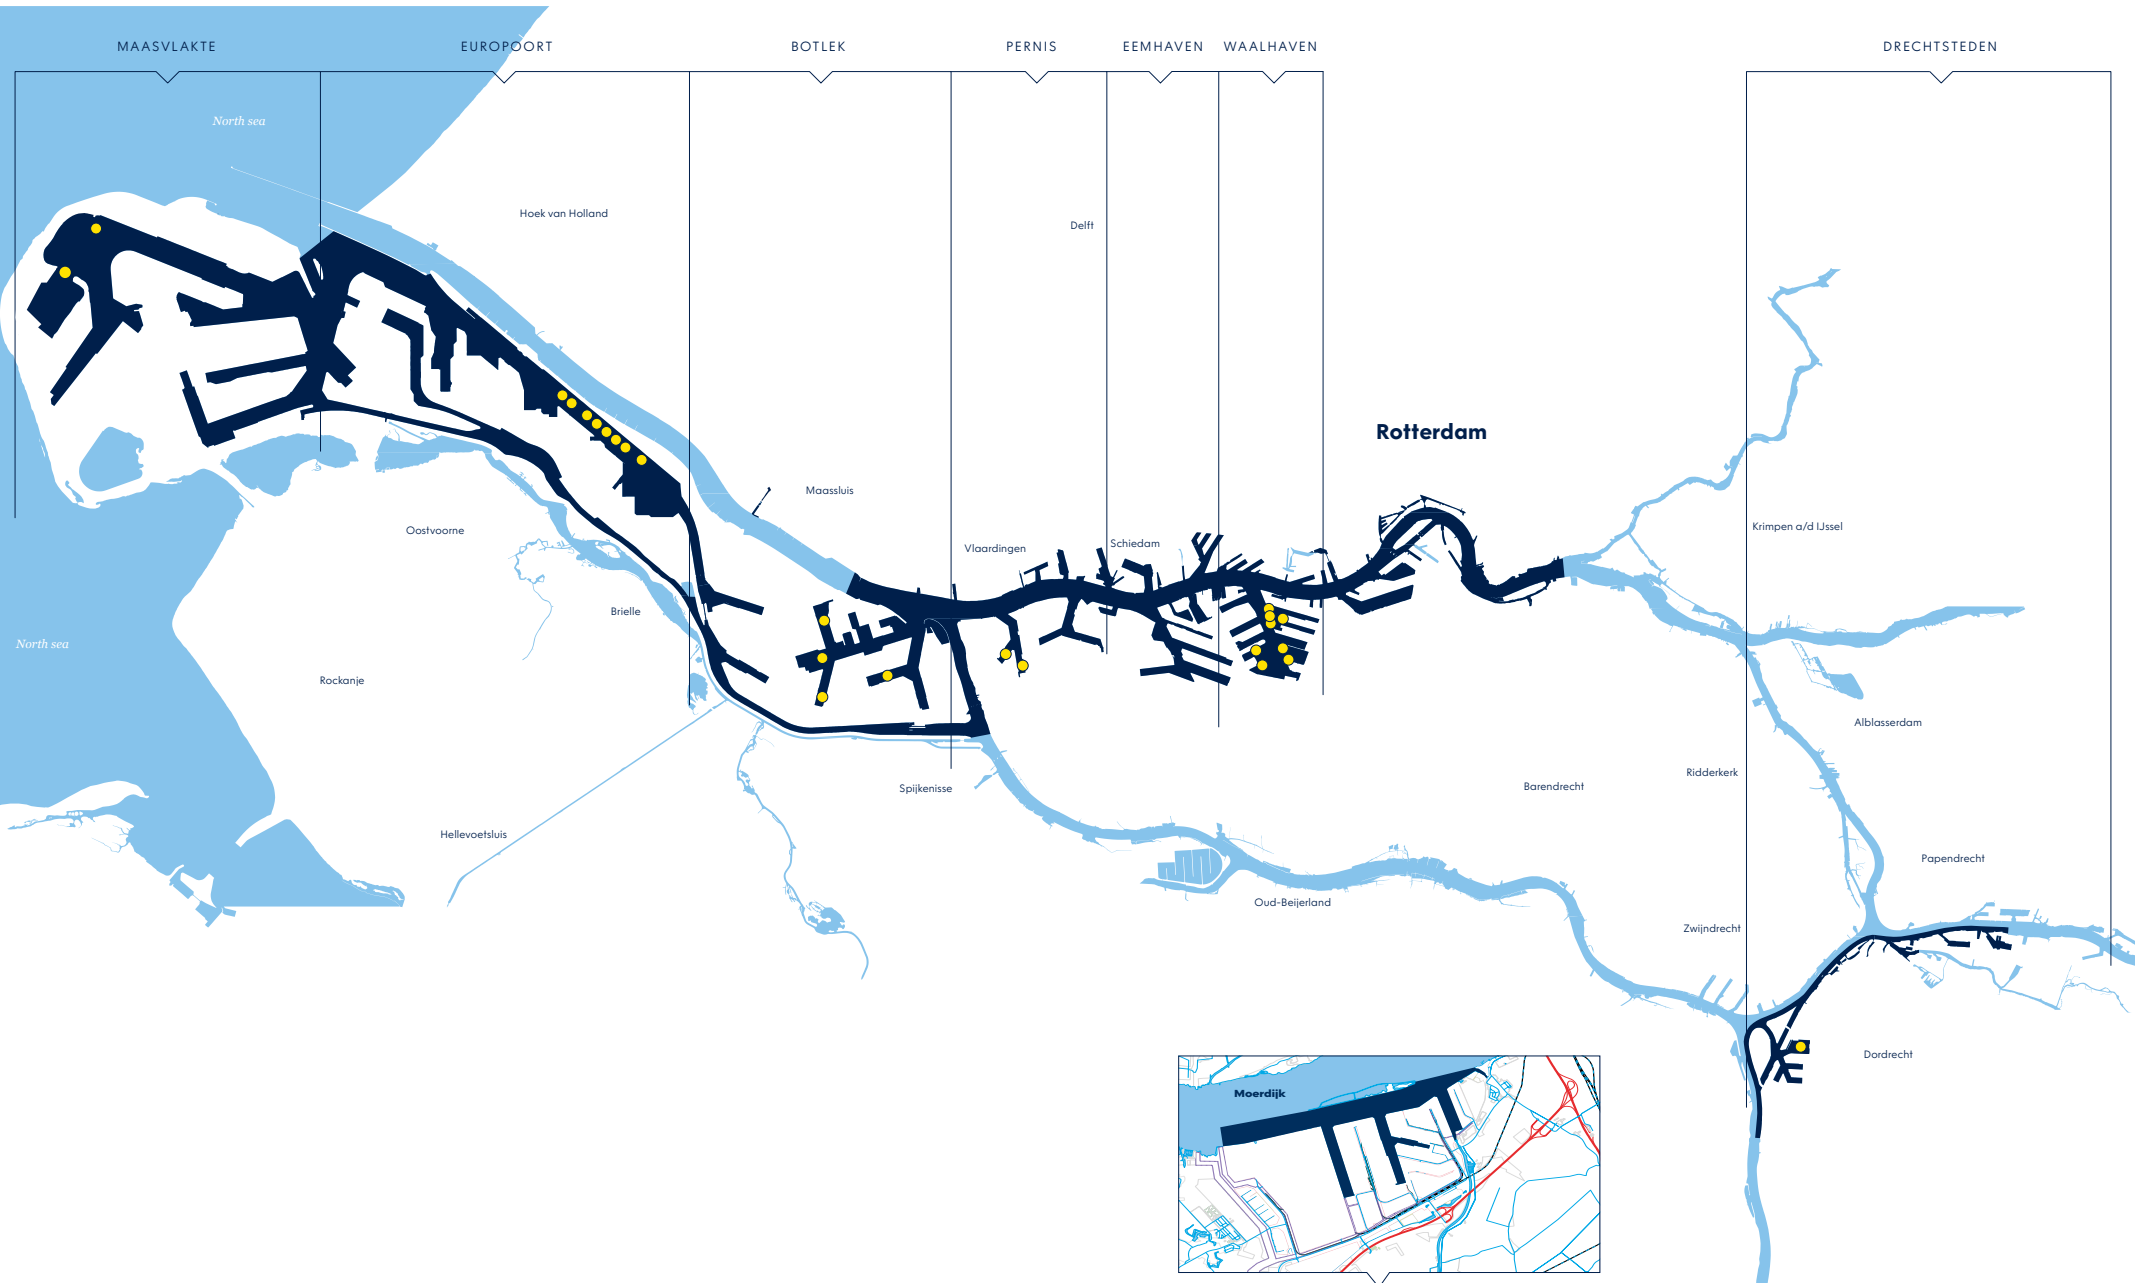 MAASVLAKTE
EUROPOORT
BOTLEK
PERNIS
EEMHAVEN
WAALHAVEN
DRECHTSTEDEN
North sea
Hoek van Holland
Delft
Rotterdam
Maassluis
Krimpen a/d IJssel
Oostvoorne
Vlaardingen
Schiedam
Brielle
North sea
Rockanje
Alblasserdam
Ridderkerk
Spijkenisse
Barendrecht
Hellevoetsluis
Papendrecht
Oud-Beijerland
Zwijndrecht
Dordrecht
Moerdijk